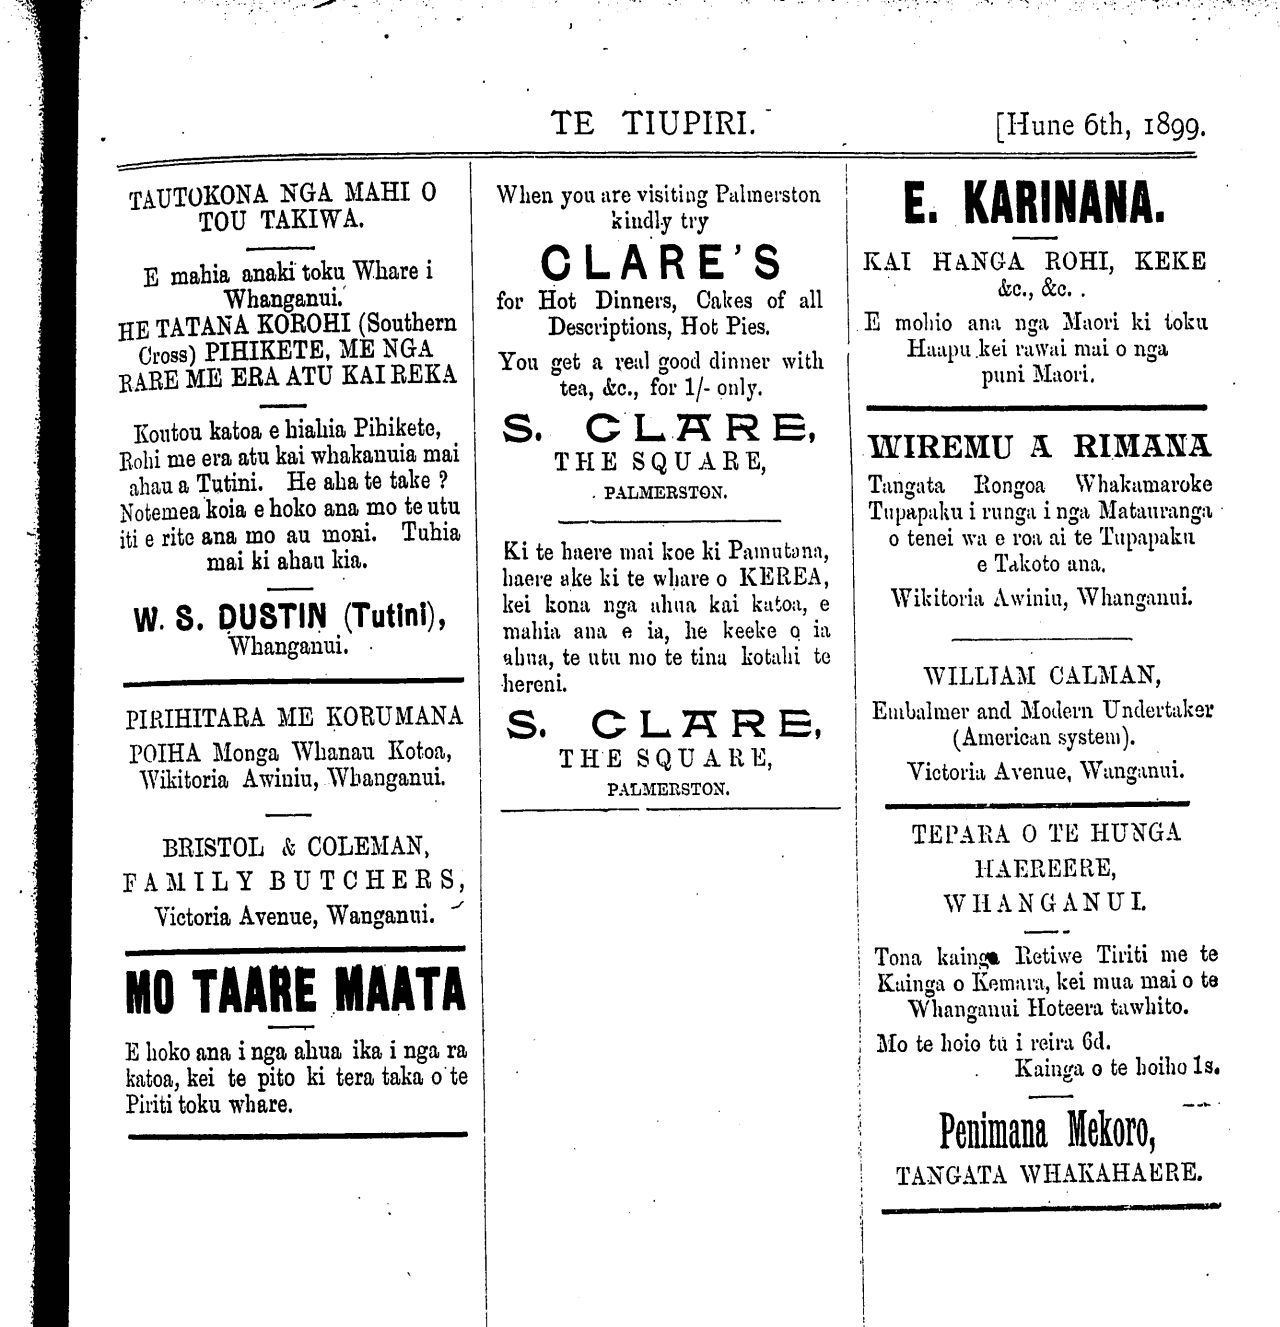 TE TIUPIRI.
[Hune 6th, 1899.
TAUTOKONA NGA MAHI O
TOU TAKIWA.
E mahia anaki toku Whare i
Whanganui.
HE TATANA KOROHI (Southern
Cross) PIHIKETE, ME NGA
RARE ME ERA ATU KAI REKA
Koutou katoa e hiahia Pihikete,
Rohi me era atu kai whakanuia mai
ahau a Tutini. He aha te take ?
Notemea koia e hoko ana mo te utu
iti e rite ana mo au moni. Tuhia
mai ki ahau kia.
W. S. DUSTIN (Tutini),
Whanganui.
PIRIHITARA ME KORUMANA
POIHA Monga Whanau Kotoa,
Wikitoria Awiniu, Whanganui.
BRISTOL & COLEMAN,
FAMILY BUTCHERS,
Victoria Avenue, Wanganui.
MO TAARE MAATA
E hoko ana i nga ahua ika i nga ra
katoa, kei te pito ki tera taka o te
Piriti toku whare.
When you are visiting Palmerston
kindly try
CLARE'S
for Hot Dinners, Cakes of all
Descriptions, Hot Pies.
You get a real good dinner with
tea, &c., for 1/- only.
S. CLARE,
THE SQUARE,
PALMERSTON.
Ki te haere mai koe ki Pamutana,
haere ake ki te whare o KEREA,
kei kona nga ahua kai katoa, e
mahia ana e ia, he keeke o ia
ahua, te utu mo te tina kotahi te
hereni.
S. CLARE,
THE SQUARE,
PALMERSTON.
E. KARINANA.
KAI HANGA ROHI, KEKE
&c., &c.
E mohio ana nga Maori ki toku
Haapu kei rawai mai o nga
puni Maori.
WIREMU A RIMANA
Tangata Rongoa Whakamaroke
Tupapaku i runga i nga Matauranga
o tenei wa e roa ai te Tupapaku
e Takoto ana.
Wikitoria Awiniu, Whanganui.
WILLIAM CALMAN,
Embalmer and Modern Undertaker
(American system).
Victoria Avenue, Wanganui.
TEPARA O TE HUNGA
HAEREERE,
WHANGANUI.
Tona kainga Retiwe Tiriti me te
Kainga o Kemara, kei mua mai o te
Whanganui Hoteera tawhito.
Mo te hoio tu i reira 6d.
Kainga o te hoiho 1s.
Penimana Mekoro,
TANGATA WHAKAHAERE.